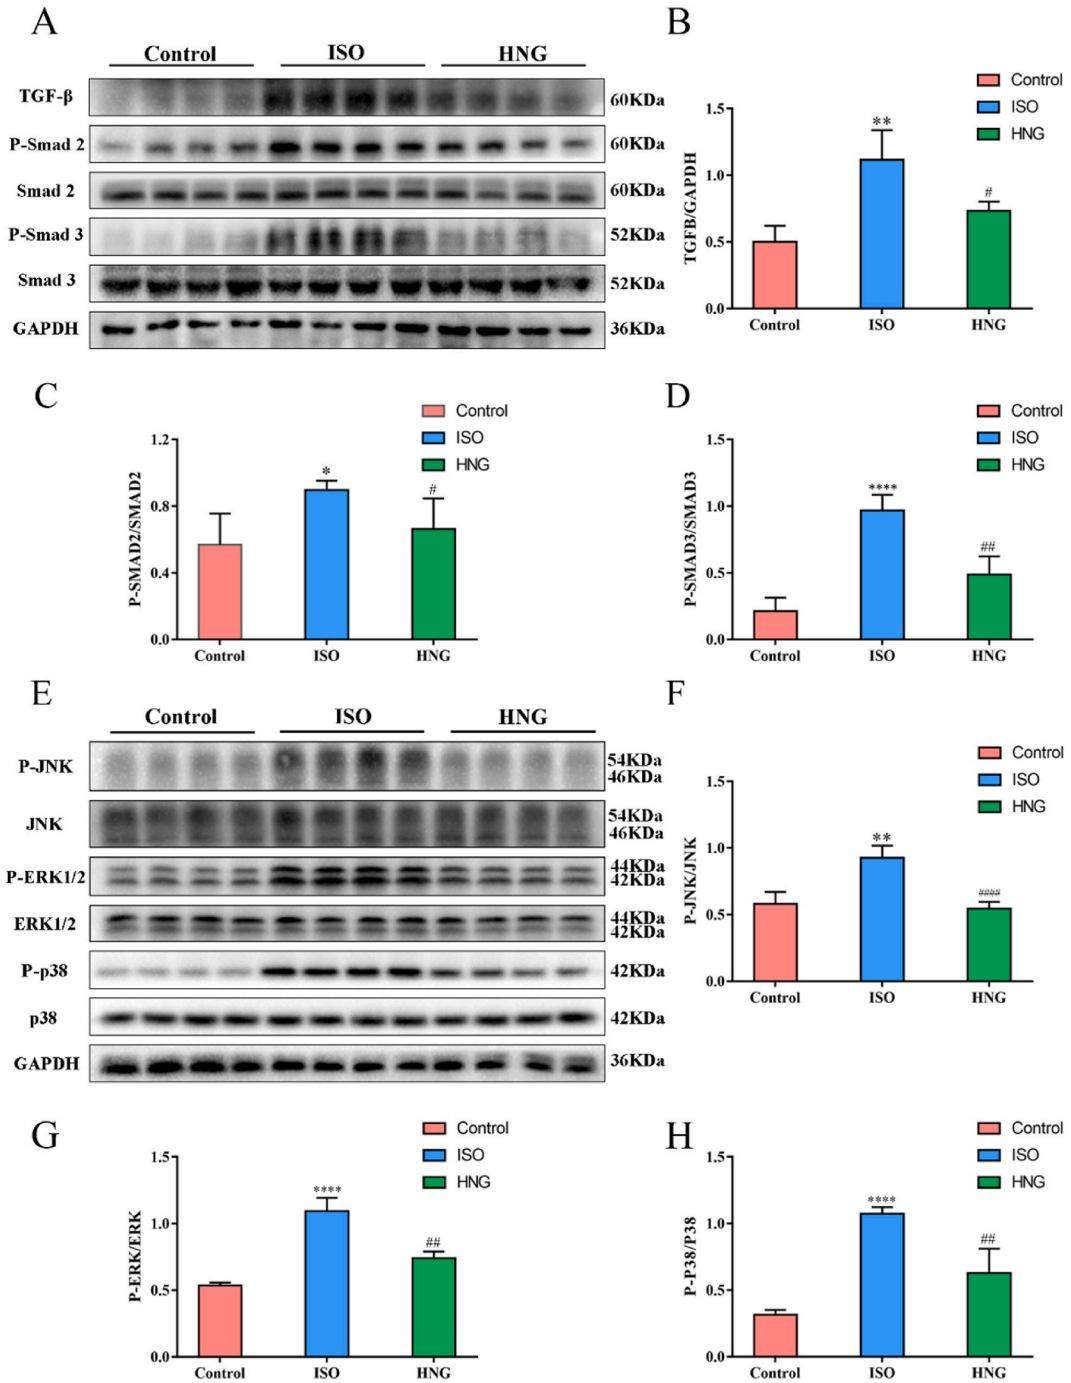 A
Control ISO HNG
TGF-β 60KDa
P-Smad 2 60KDa
Smad 2 60KDa
P-Smad 3 52KDa
Smad 3 52KDa
GAPDH 36KDa
B
Control
ISO
HNG
TGFB/GAPDH
1.5
1.0
0.5
0.0
**
#
Control ISO HNG
C
Control
ISO
HNG
P-SMAD2/SMAD2
1.2
0.8
0.4
0.0
*
#
Control ISO HNG
D
Control
ISO
HNG
P-SMAD3/SMAD3
1.5
1.0
0.5
0.0
****
##
Control ISO HNG
E
Control ISO HNG
P-JNK 54KDa
46KDa
JNK 54KDa
46KDa
P-ERK1/2 44KDa
42KDa
ERK1/2 44KDa
42KDa
P-p38 42KDa
p38 42KDa
GAPDH 36KDa
F
Control
ISO
HNG
P-JNK/JNK
1.5
1.0
0.5
0.0
**
####
Control ISO HNG
G
Control
ISO
HNG
P-ERK/ERK
1.5
1.0
0.5
0.0
****
##
Control ISO HNG
H
Control
ISO
HNG
P-P38/P38
1.5
1.0
0.5
0.0
****
##
Control ISO HNG